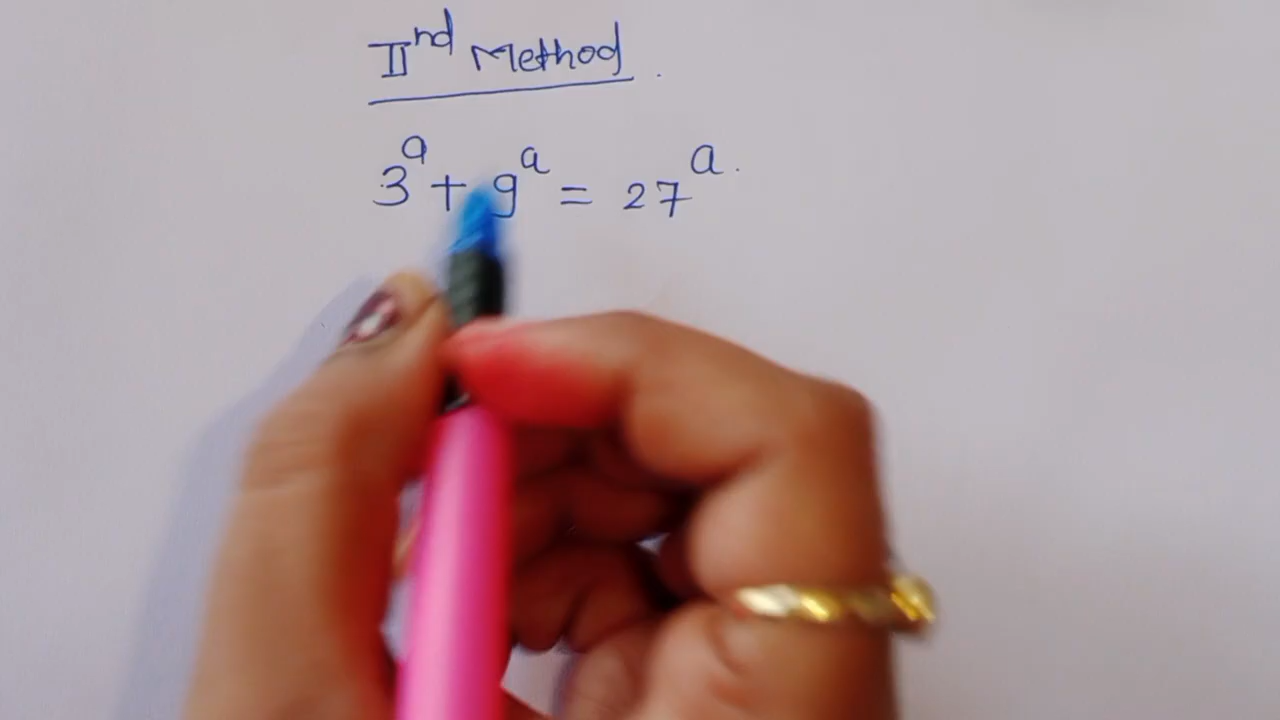 IInd Method.
3^a + 9^a = 27^a.